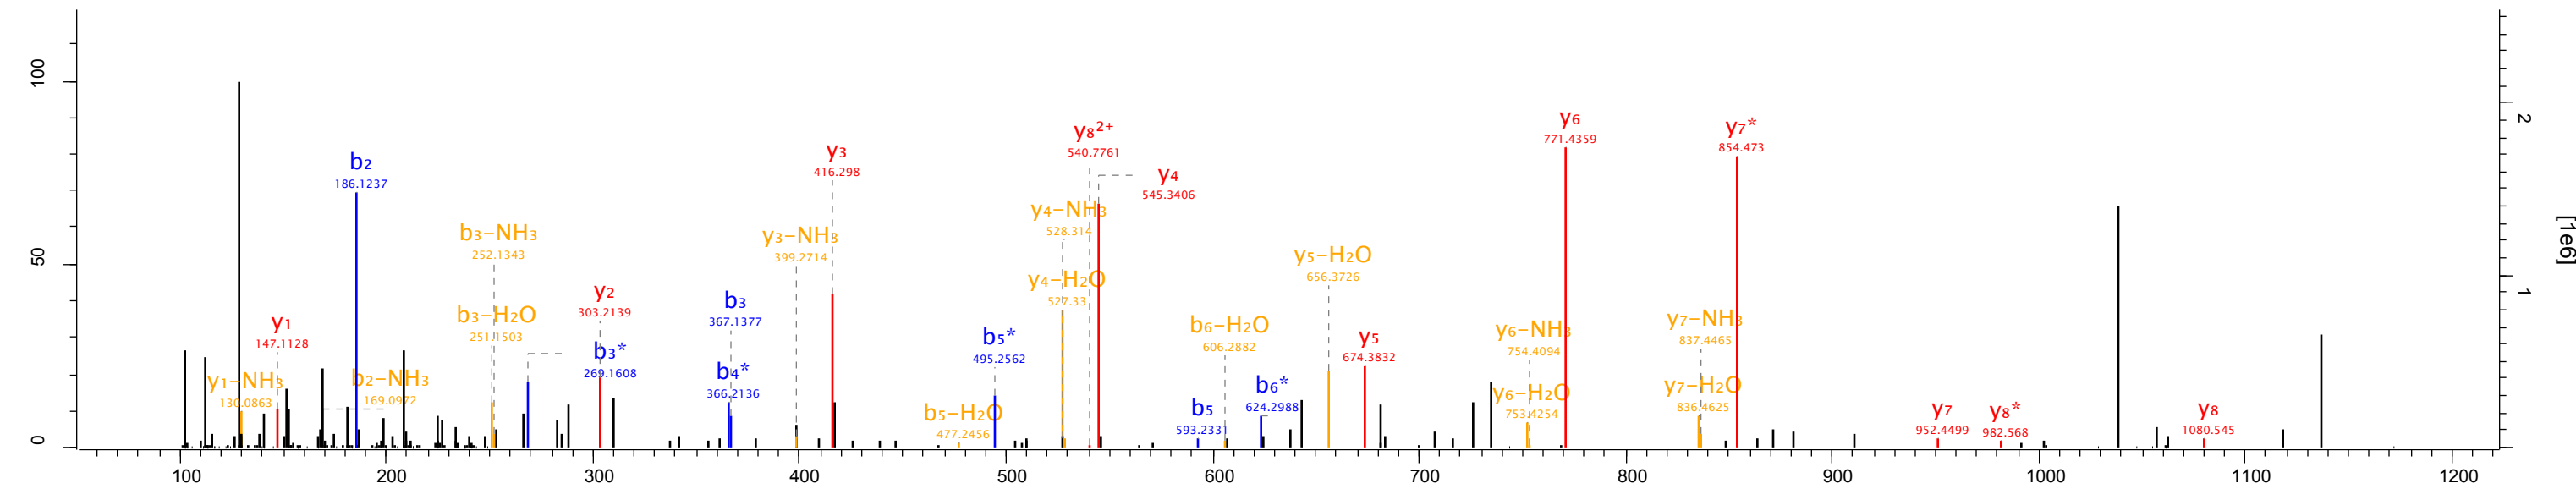 y₈²⁺
540.7761
y₆
771.4359
y₇*
854.473
y₃
416.298
b₂
186.1237
y₄
545.3406
y₄-NH₃
528.314
b₃-NH₃
252.1343
y₃-NH₃
399.2714
y₅-H₂O
656.3726
y₄-H₂O
527.33
y₂
303.2139
b₃
367.1377
b₃-H₂O
251.1503
y₁
147.1128
b₆-H₂O
606.2882
y₆-NH₃
754.4094
y₇-NH₃
837.4465
b₅*
495.2562
y₅
674.3832
b₃*
269.1608
b₄*
366.2136
y₁-NH₃
130.0863
b₂-NH₃
169.0972
b₆*
624.2988
y₆-H₂O
753.4254
y₇-H₂O
836.4625
b₅-H₂O
477.2456
b₅
593.2331
y₇
952.4499
y₈*
982.568
y₈
1080.545
100
50
0
2
1
[1e6]
100 200 300 400 500 600 700 800 900 1000 1100 1200